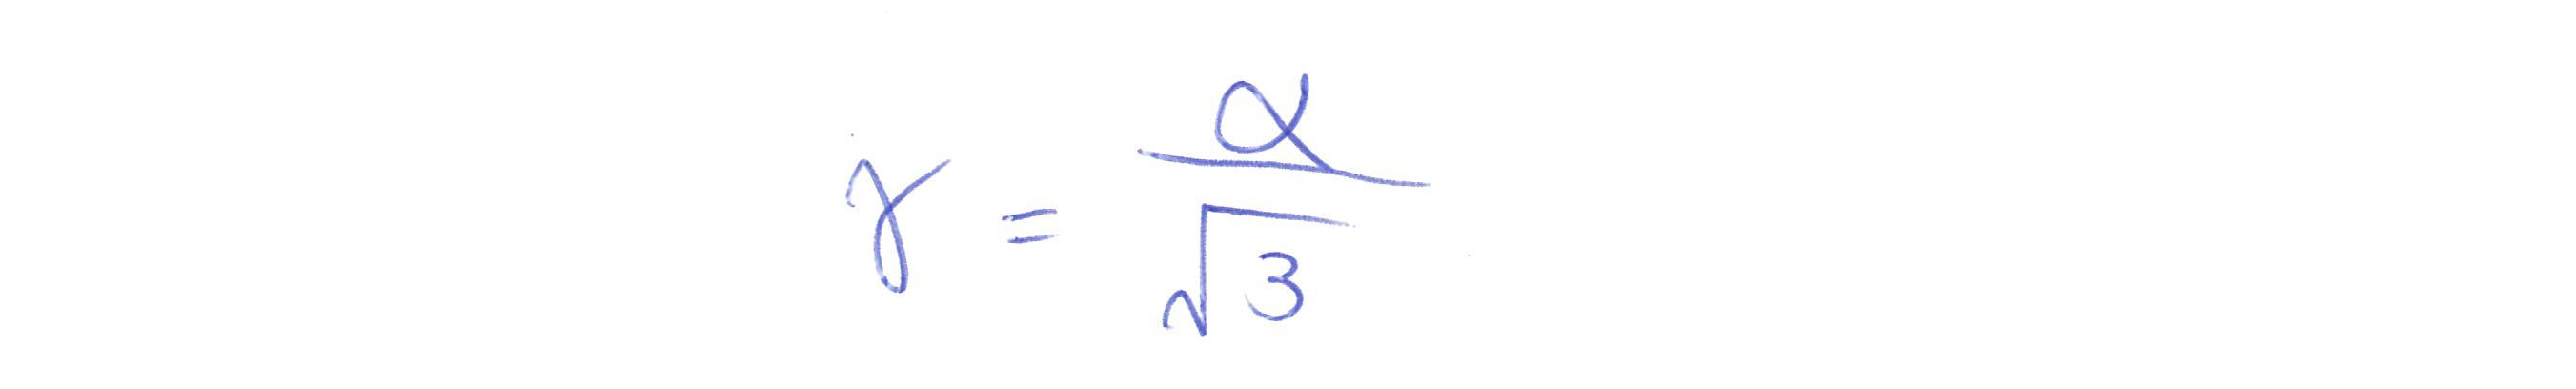 γ = α / √3